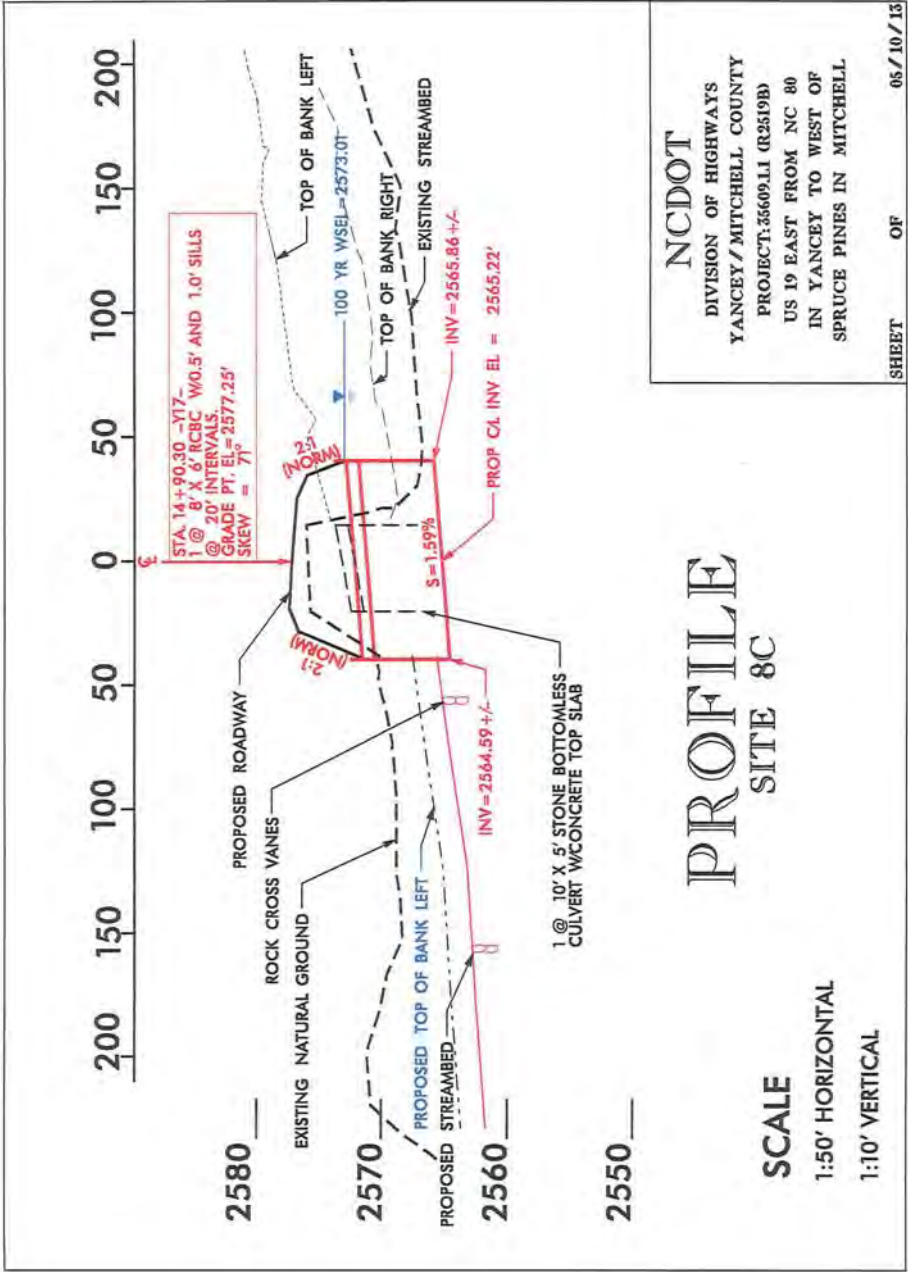 200
150
100
50
0
50
100
150
200
2580
2570
2560
2550
℄
STA. 14+90.30 -Y17-
1 @ 8' X 6' RCBC W/0.5' AND 1.0' SILLS
@ 20' INTERVALS.
GRADE PT. EL=2577.25'
SKEW = 71°
PROPOSED ROADWAY
ROCK CROSS VANES
EXISTING NATURAL GROUND
PROPOSED TOP OF BANK LEFT
PROPOSED STREAMBED
2:1
(NORM)
2:1
(NORM)
TOP OF BANK LEFT
100 YR WSEL=2573.01'
TOP OF BANK RIGHT
EXISTING STREAMBED
S=1.59%
INV=2565.86+/-
PROP C/L INV EL = 2565.22'
INV=2564.59+/-
1 @ 10' X 5' STONE BOTTOMLESS
CULVERT W/CONCRETE TOP SLAB
PROFILE
SITE 8C
SCALE
1:50' HORIZONTAL
1:10' VERTICAL
NCDOT
DIVISION OF HIGHWAYS
YANCEY/MITCHELL COUNTY
PROJECT:35609.1.1 (R2519B)
US 19 EAST FROM NC 80
IN YANCEY TO WEST OF
SPRUCE PINES IN MITCHELL
SHEET OF 05/10/13